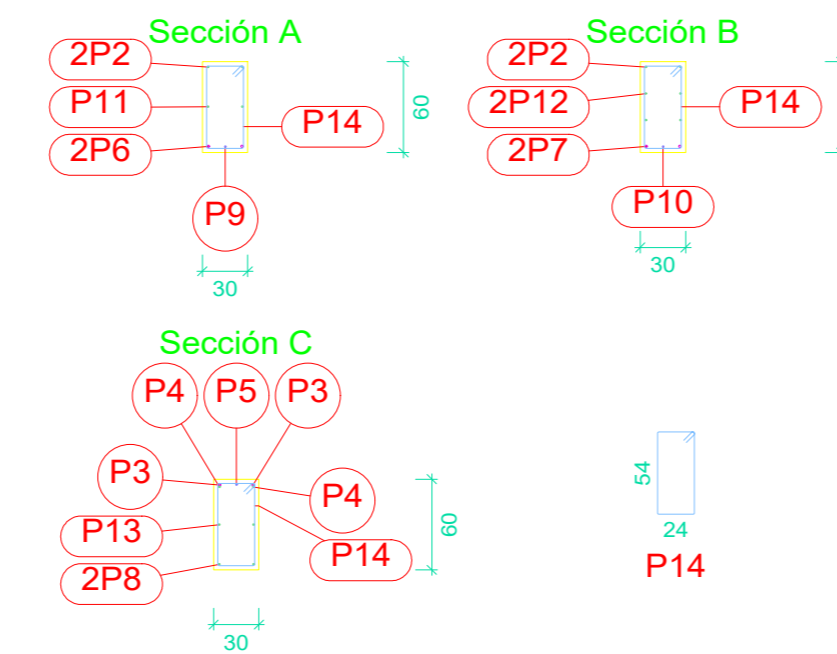 Sección A
2P2
P11
2P6
P14
P9
60
30
Sección B
2P2
2P12
2P7
P14
P10
30
Sección C
P4
P5
P3
P3
P4
P13
P14
2P8
60
30
54
24
P14